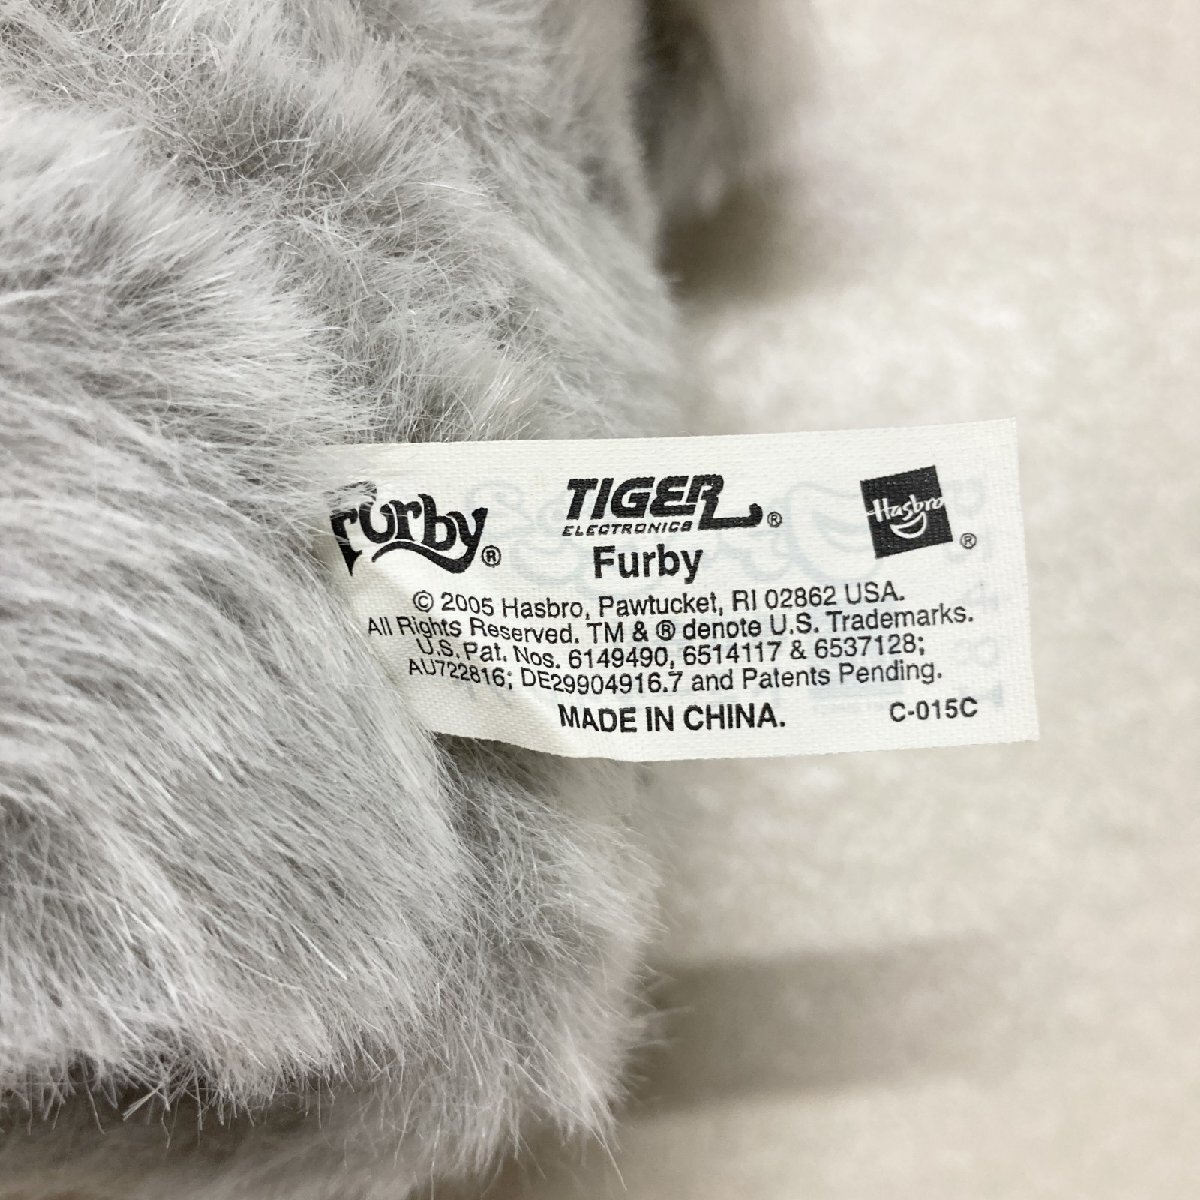 Furby®
TIGER®
ELECTRONICS
Hasbro®
Furby
© 2005 Hasbro, Pawtucket, RI 02862 USA.
All Rights Reserved. TM & ® denote U.S. Trademarks.
U.S. Pat. Nos. 6149490, 6514117 & 6537128;
AU722816; DE29904916.7 and Patents Pending.
MADE IN CHINA.
C-015C